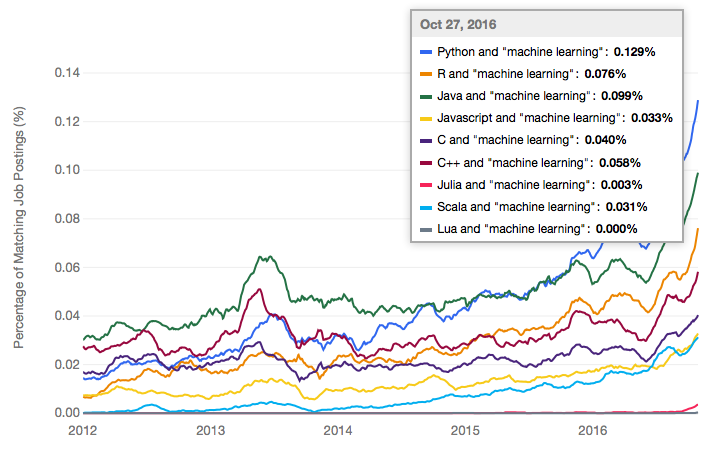 Oct 27, 2016
Python and "machine learning": 0.129%
R and "machine learning": 0.076%
Java and "machine learning": 0.099%
Javascript and "machine learning": 0.033%
C and "machine learning": 0.040%
C++ and "machine learning": 0.058%
Julia and "machine learning": 0.003%
Scala and "machine learning": 0.031%
Lua and "machine learning": 0.000%
Percentage of Matching Job Postings (%)
0.14
0.12
0.10
0.08
0.06
0.04
0.02
0.00
2012 2013 2014 2015 2016